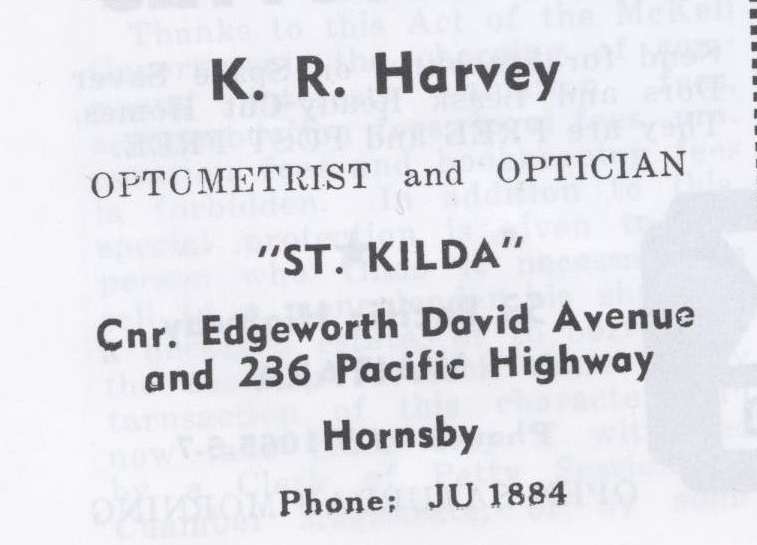 K. R. Harvey
OPTOMETRIST and OPTICIAN
"ST. KILDA"
Cnr. Edgeworth David Avenue
and 236 Pacific Highway
Hornsby
Phone: JU 1884